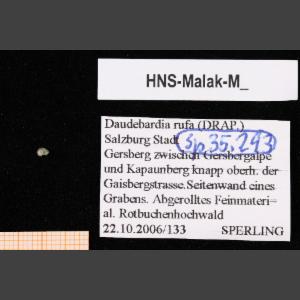 HNS-Malak-M_
Daudebardia rufa (DRAP.)
Salzburg Stadt sp.35.293
Gersberg zwischen Gersbergalpe
und Kapaunberg knapp oberh. der
Gaisbergstrasse.Seitenwand eines
Grabens. Abgerolltes Feinmateri=
al. Rotbuchenhochwald
22.10.2006/133 SPERLING